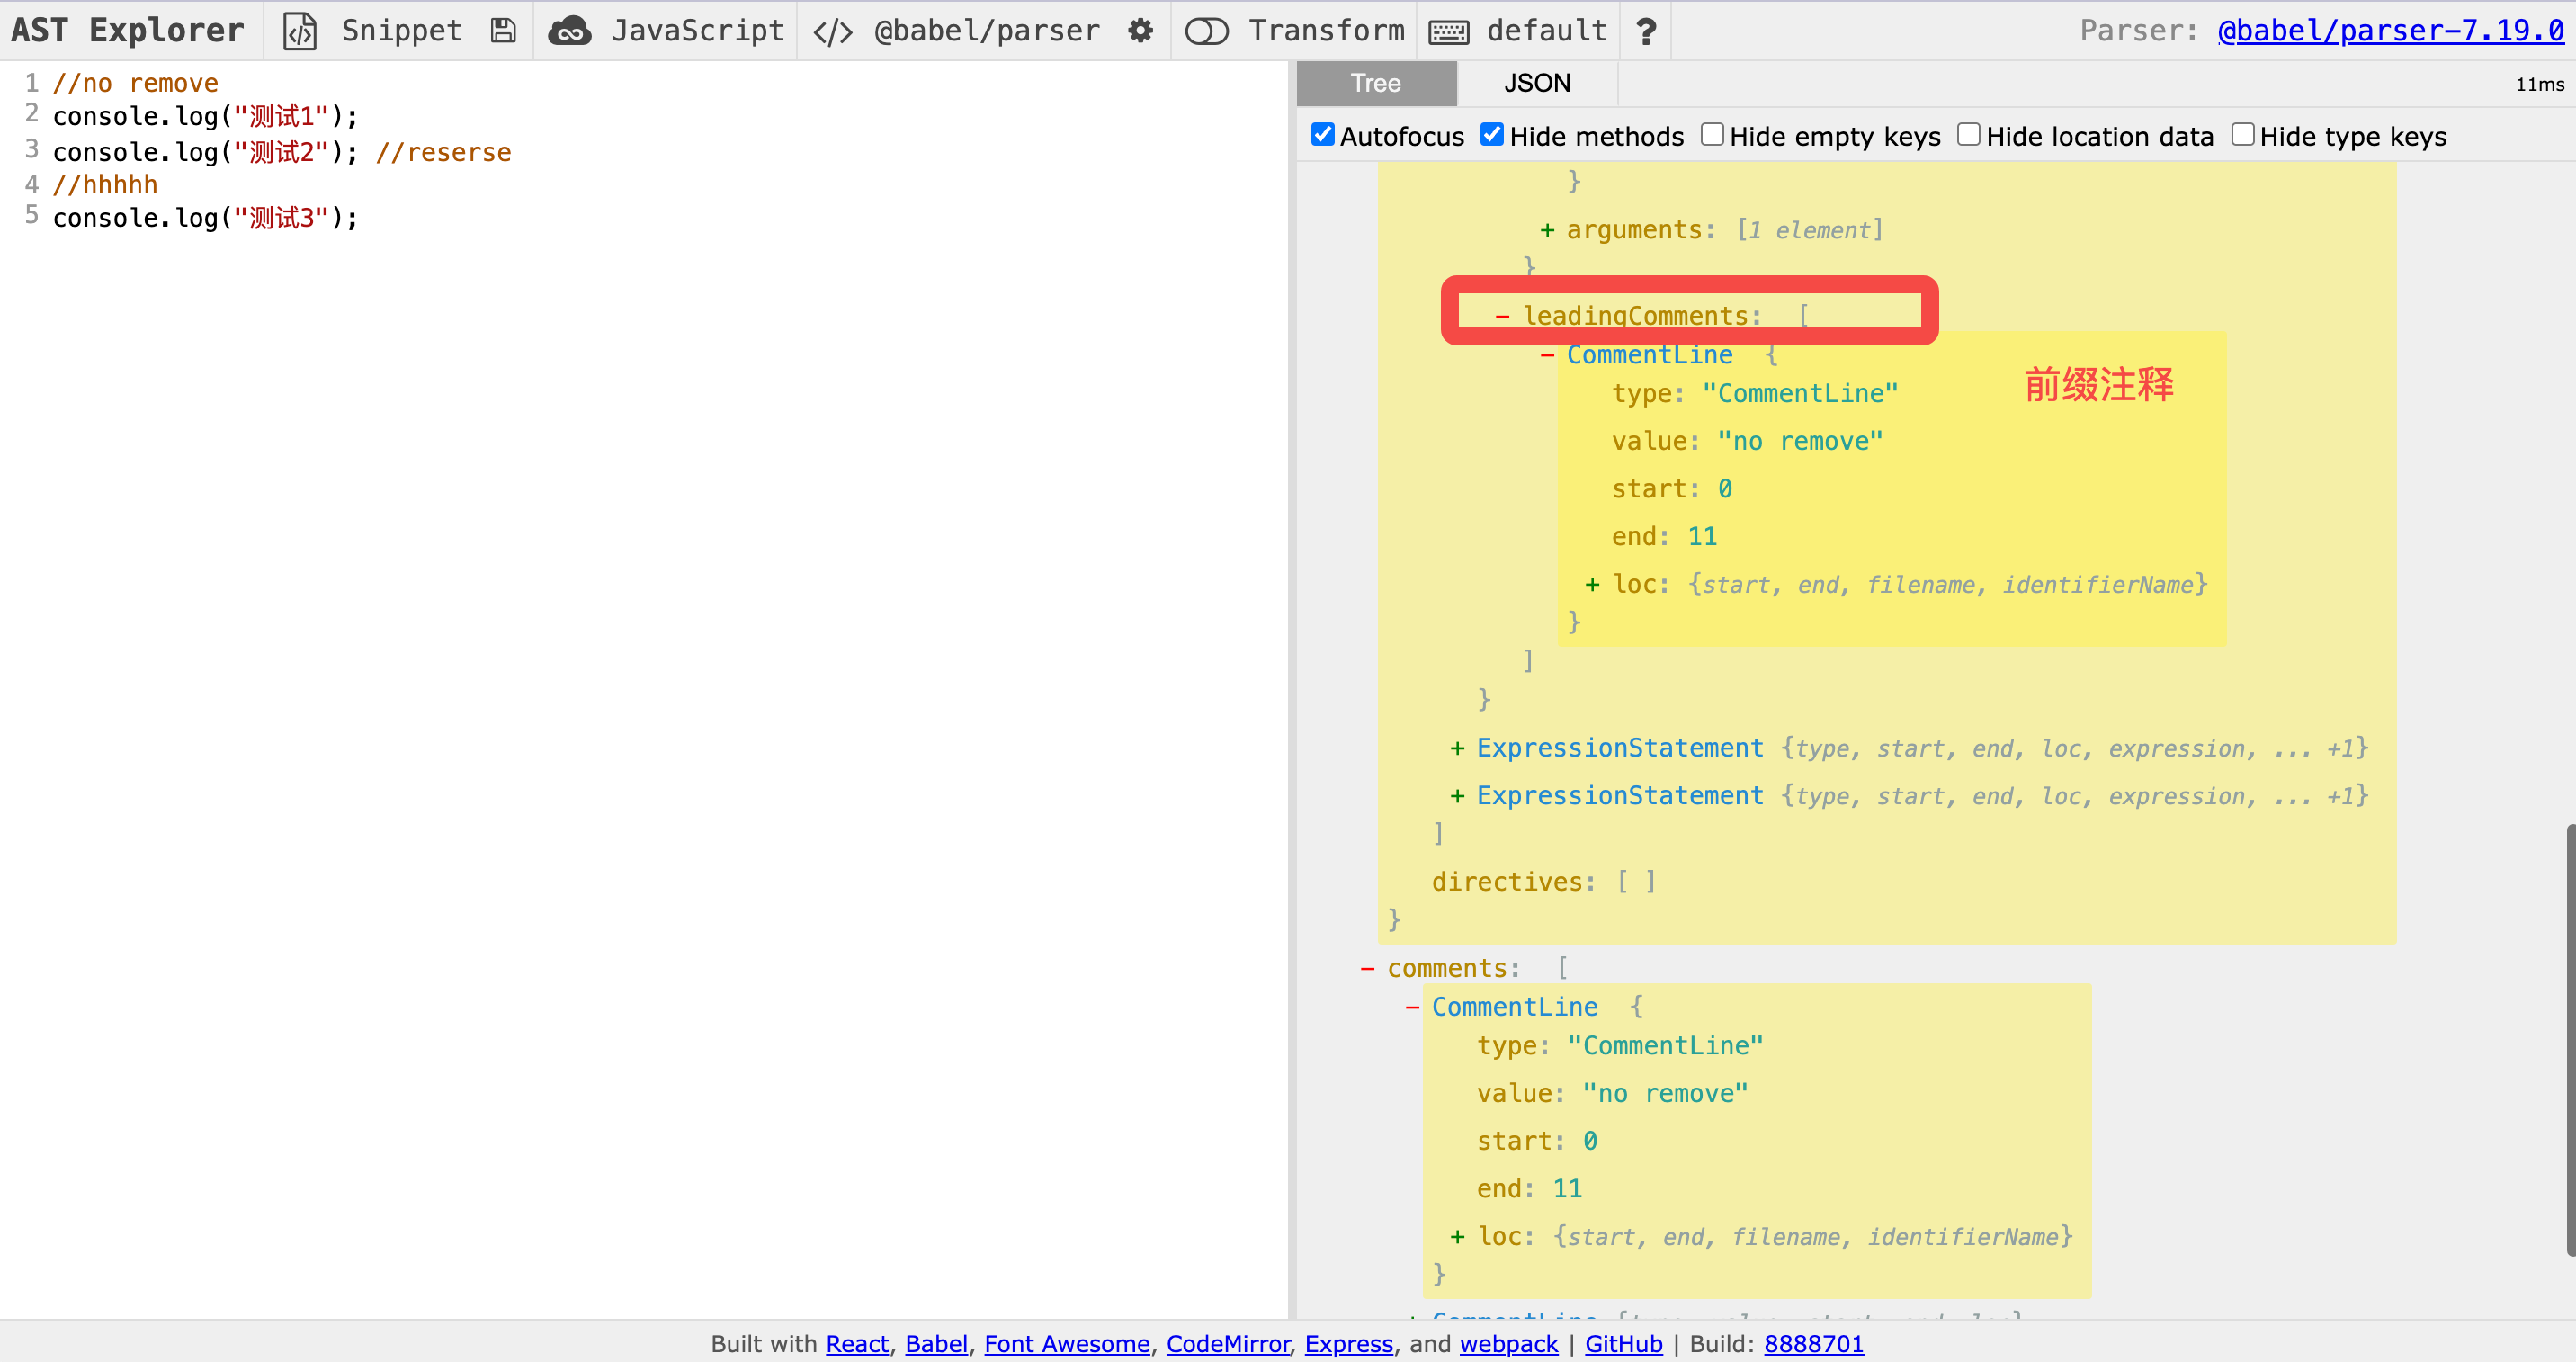 AST Explorer Snippet JavaScript </> @babel/parser Transform default ? Parser: @babel/parser-7.19.0
1 //no remove
2 console.log("测试1");
3 console.log("测试2"); //reserse
4 //hhhhh
5 console.log("测试3");
Tree JSON 11ms
Autofocus Hide methods Hide empty keys Hide location data Hide type keys
}
+ arguments: [1 element]
}
- leadingComments: [
- CommentLine {
前缀注释
type: "CommentLine"
value: "no remove"
start: 0
end: 11
+ loc: {start, end, filename, identifierName}
}
]
}
+ ExpressionStatement {type, start, end, loc, expression, ... +1}
+ ExpressionStatement {type, start, end, loc, expression, ... +1}
]
directives: [ ]
}
- comments: [
- CommentLine {
type: "CommentLine"
value: "no remove"
start: 0
end: 11
+ loc: {start, end, filename, identifierName}
}
Built with React, Babel, Font Awesome, CodeMirror, Express, and webpack | GitHub | Build: 8888701